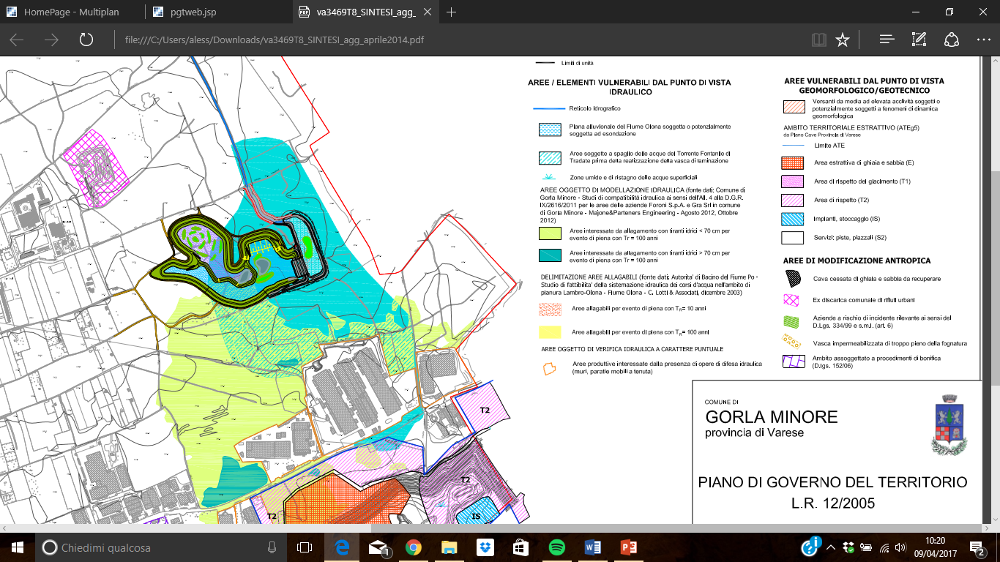 HomePage - Multiplan
pgtweb.jsp
va3469T8_SINTESI_agg_
file:///C:/Users/aless/Downloads/va3469T8_SINTESI_agg_aprile2014.pdf
Limiti di unità
AREE / ELEMENTI VULNERABILI DAL PUNTO DI VISTA
IDRAULICO
Reticolo Idrografico
Piana alluvionale del Fiume Olona soggetta o potenzialmente
soggetta ad esondazione
Aree soggette a spaglio delle acque del Torrente Fontanile di
Tradate prima della realizzazione della vasca di laminazione
Zone umide e di ristagno delle acque superficiali
AREE OGGETTO DI MODELLAZIONE IDRAULICA (fonte dati: Comune di
Gorla Minore - Studi di compatibilità idraulica ai sensi dell'All. 4 alla D.G.R.
IX/2616/2011 per le aree delle aziende Foroni S.p.A. e Gra Srl in comune
di Gorla Minore - Majone&Parteners Engineering - Agosto 2012, Ottobre
2012)
Aree interessate da allagamento con tiranti idrici < 70 cm per
evento di piena con Tr = 100 anni
Aree interessate da allagamento con tiranti idrici > 70 cm per
evento di piena con Tr = 100 anni
DELIMITAZIONE AREE ALLAGABILI (fonte dati: Autorita' di Bacino del Fiume Po -
Studio di fattibilita' della sistemazione idraulica dei corsi d'acqua nell'ambito di
pianura Lambro-Olona - Fiume Olona - C. Lotti & Associati, dicembre 2003)
Aree allagabili per evento di piena con TR= 10 anni
Aree allagabili per evento di piena con TR= 100 anni
AREE OGGETTO DI VERIFICA IDRAULICA A CARATTERE PUNTUALE
Aree produttive interessate dalla presenza di opere di difesa idraulica
(muri, paratie mobili a tenuta)
AREE VULNERABILI DAL PUNTO DI VISTA
GEOMORFOLOGICO/GEOTECNICO
Versanti da media ad elevata acclività soggetti o
potenzialmente soggetti a fenomeni di dinamica
geomorfologica
AMBITO TERRITORIALE ESTRATTIVO (ATEg5)
da Piano Cave Provincia di Varese
Limite ATE
Area estrattiva di ghiaia e sabbia (E)
Area di rispetto del giacimento (T1)
Area di rispetto (T2)
Impianti, stoccaggio (IS)
Servizi: piste, piazzali (S2)
AREE DI MODIFICAZIONE ANTROPICA
Cava cessata di ghiaia e sabbia da recuperare
Ex discarica comunale di rifiuti urbani
Aziende a rischio di incidente rilevante ai sensi del
D.Lgs. 334/99 e s.m.i. (art. 6)
Vasca impermeabilizzata di troppo pieno della fognatura
Ambito assoggettato a procedimenti di bonifica
(D.lgs. 152/06)
T2
T2
T2
IS
COMUNE DI
GORLA MINORE
provincia di Varese
PIANO DI GOVERNO DEL TERRITORIO
L.R. 12/2005
Chiedimi qualcosa
1
10:20
09/04/2017
2